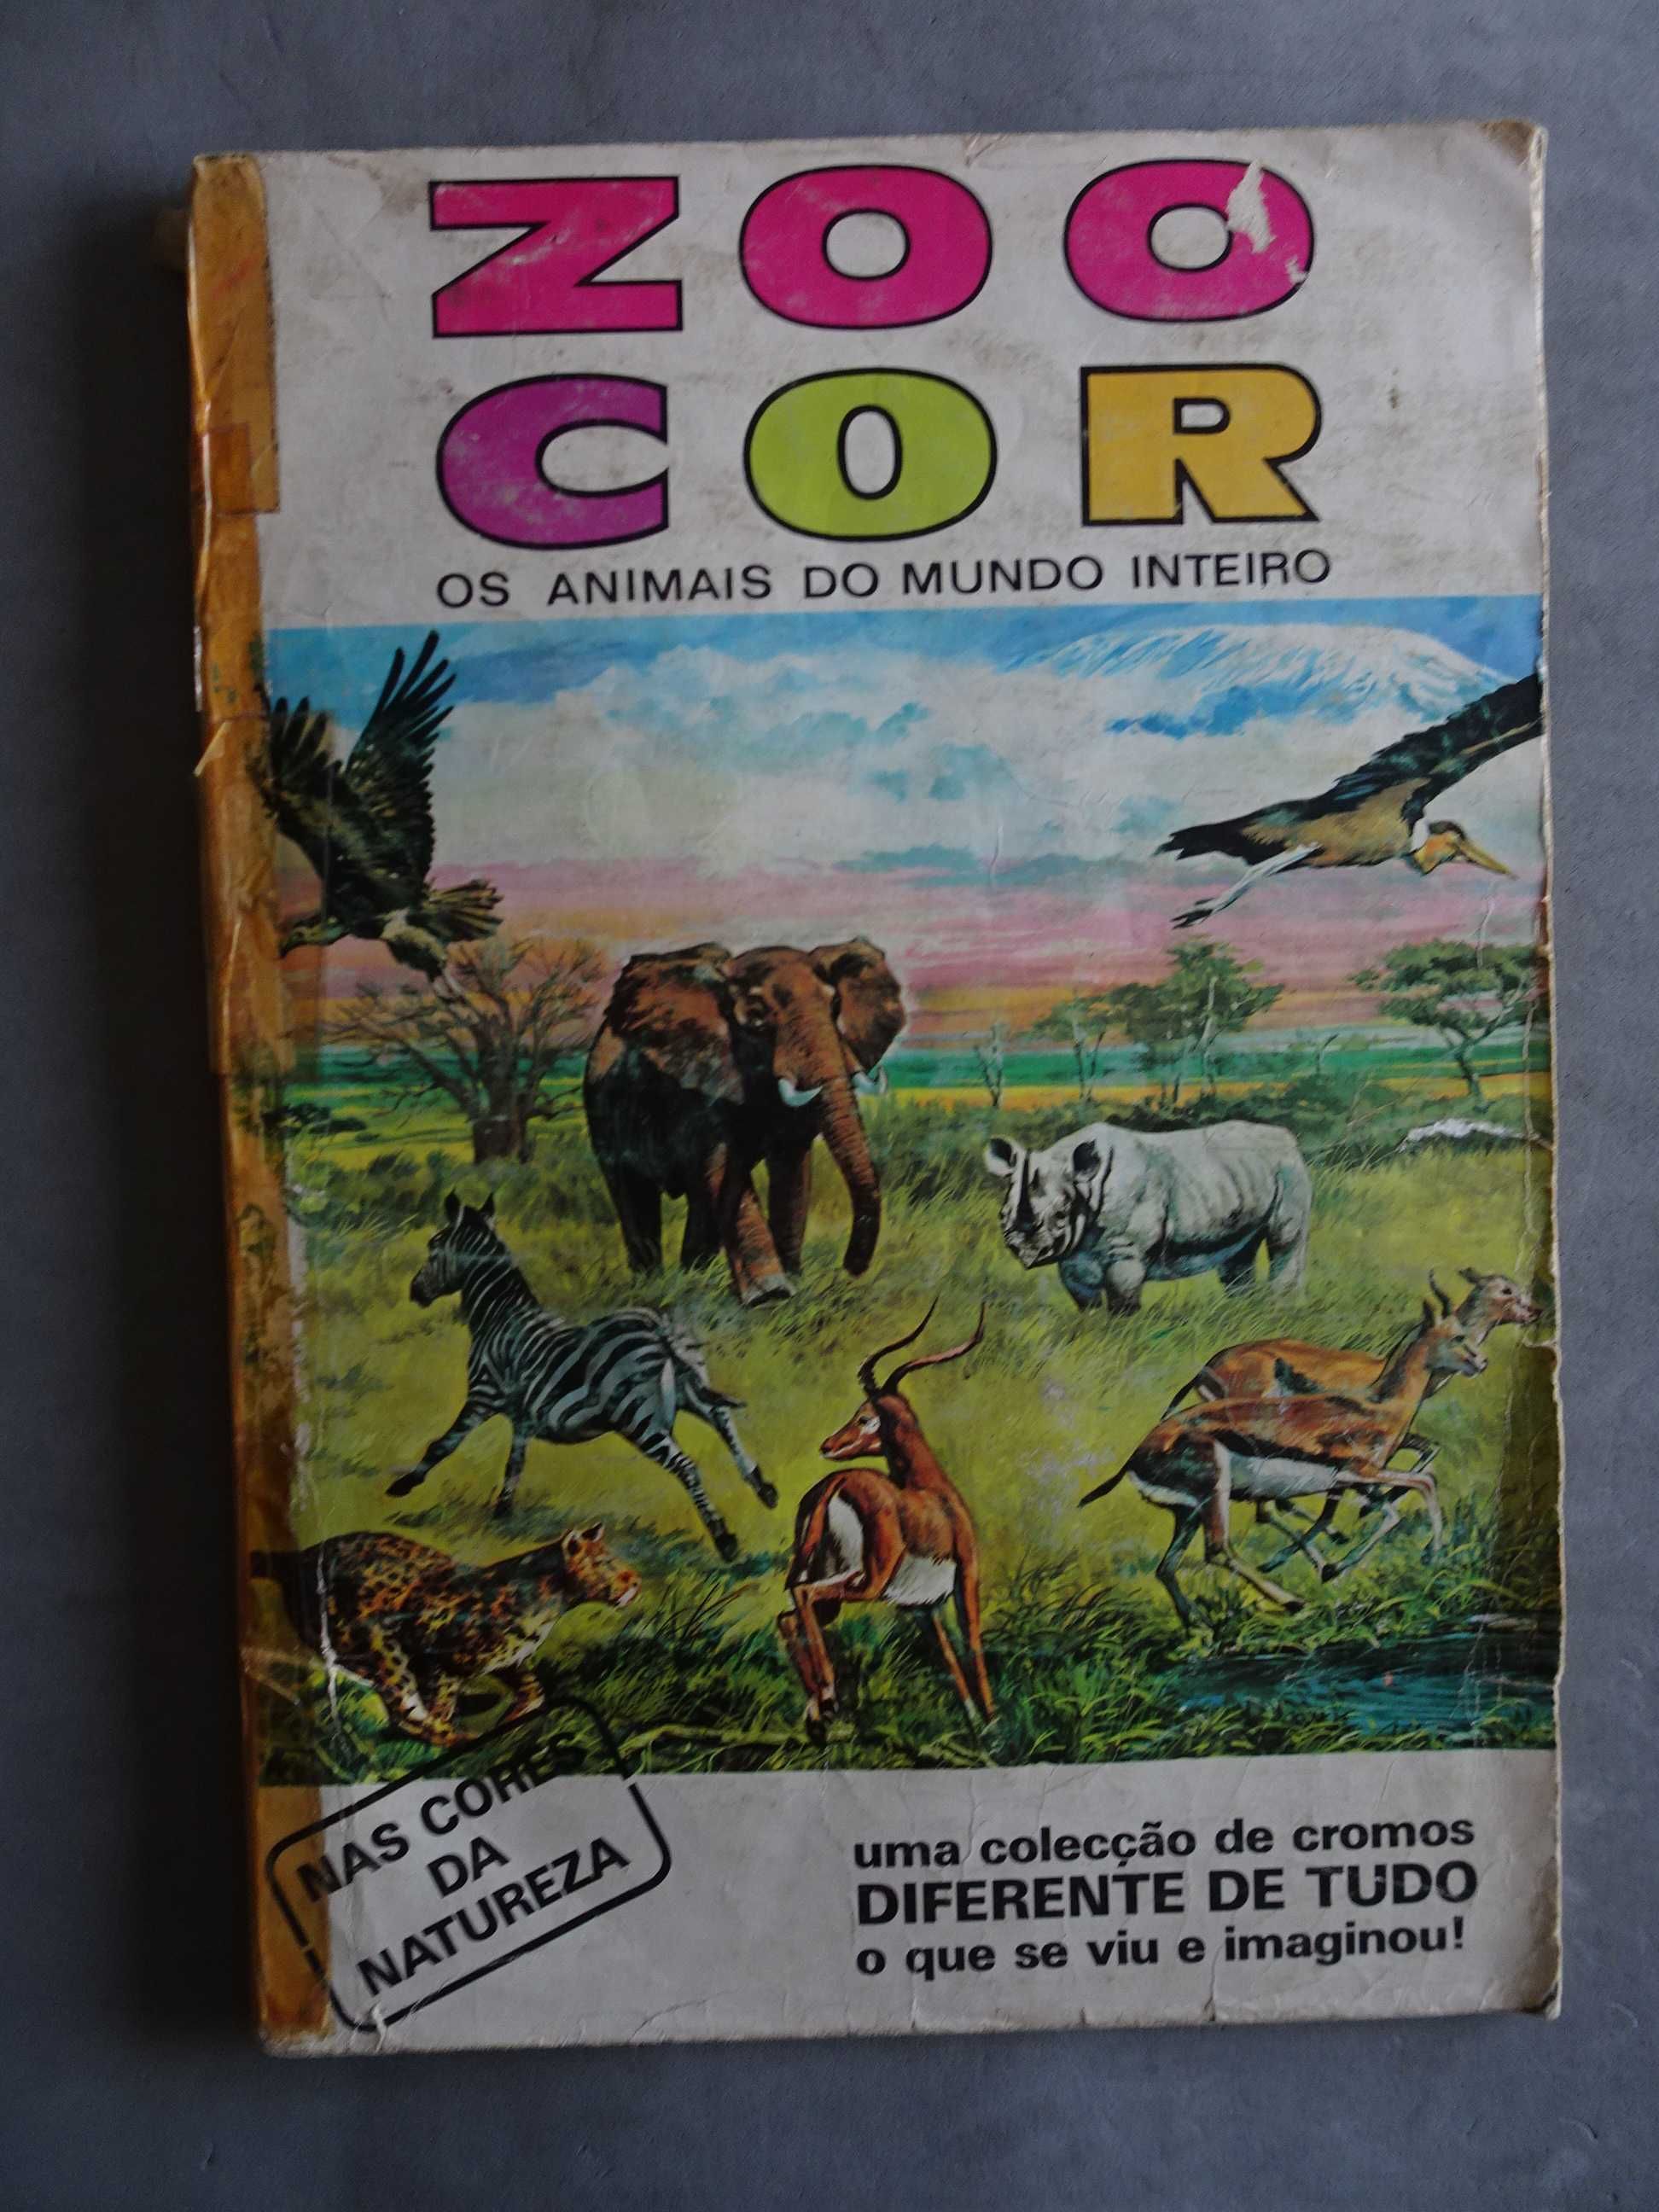 ZOO
COR
OS ANIMAIS DO MUNDO INTEIRO
NAS CORES
DA
NATUREZA
uma colecção de cromos
DIFERENTE DE TUDO
o que se viu e imaginou!